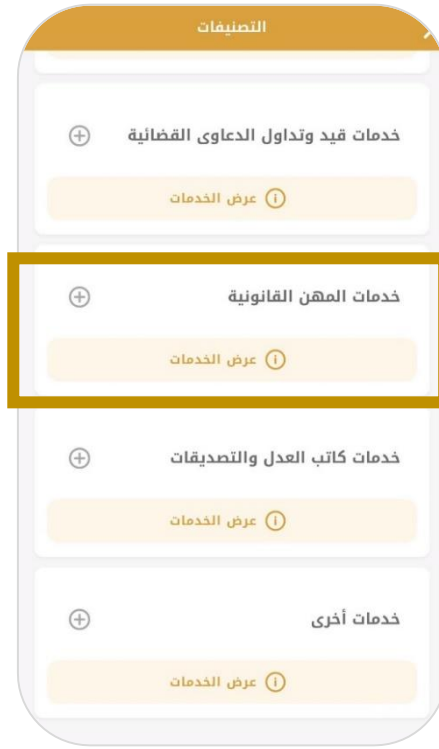 التصنيفات
خدمات قيد وتداول الدعاوى القضائية
عرض الخدمات
خدمات المهن القانونية
عرض الخدمات
خدمات كاتب العدل والتصديقات
عرض الخدمات
خدمات أخرى
عرض الخدمات